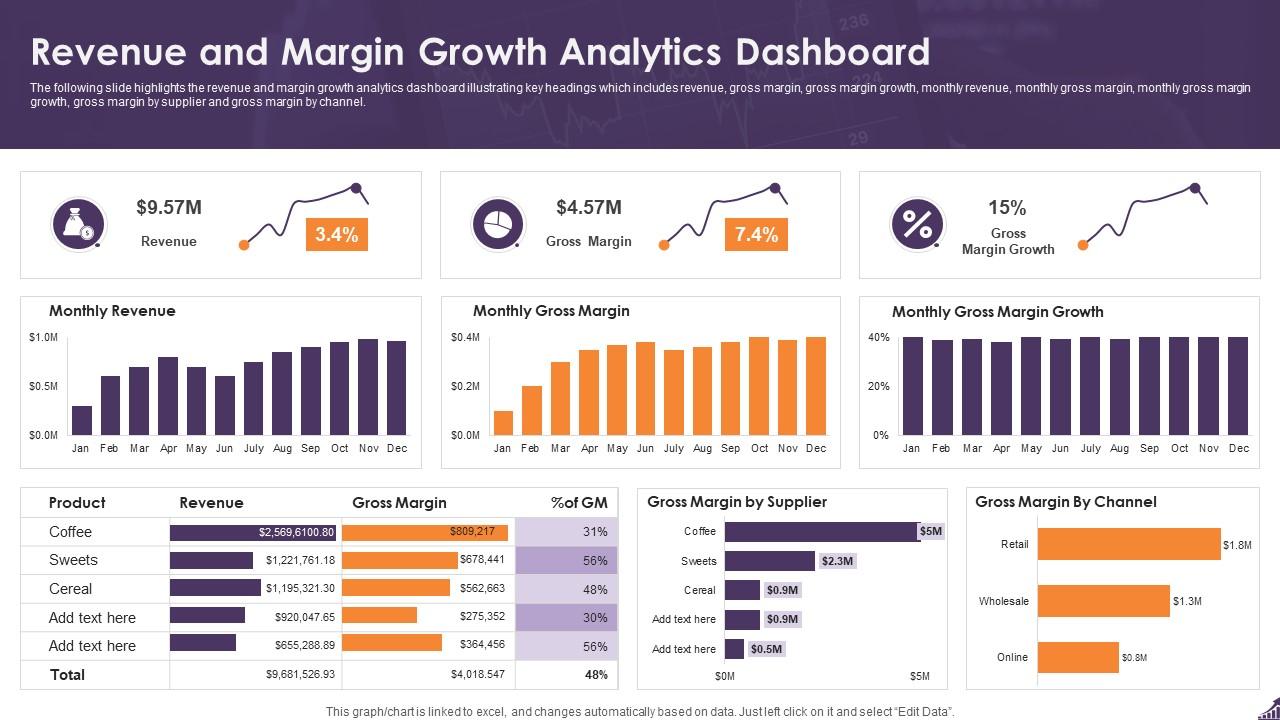 236
224
29
Revenue and Margin Growth Analytics Dashboard
The following slide highlights the revenue and margin growth analytics dashboard illustrating key headings which includes revenue, gross margin, gross margin growth, monthly revenue, monthly gross margin, monthly gross margin
growth, gross margin by supplier and gross margin by channel.
$9.57M
Revenue
3.4%
$4.57M
Gross Margin
7.4%
15%
Gross
Margin Growth
Monthly Revenue
$1.0M
$0.5M
$0.0M
Jan Feb Mar Apr May Jun July Aug Sep Oct Nov Dec
Monthly Gross Margin
$0.4M
$0.2M
$0.0M
Jan Feb Mar Apr May Jun July Aug Sep Oct Nov Dec
Monthly Gross Margin Growth
40%
20%
0%
Jan Feb Mar Apr May Jun July Aug Sep Oct Nov Dec
Product Revenue Gross Margin %of GM
Coffee $2,569,6100.80 $809,217 31%
Sweets $1,221,761.18 $678,441 56%
Cereal $1,195,321.30 $562,663 48%
Add text here $920,047.65 $275,352 30%
Add text here $655,288.89 $364,456 56%
Total $9,681,526.93 $4,018.547 48%
Gross Margin by Supplier
Coffee $5M
Sweets $2.3M
Cereal $0.9M
Add text here $0.9M
Add text here $0.5M
$0M $5M
Gross Margin By Channel
Retail $1.8M
Wholesale $1.3M
Online $0.8M
This graph/chart is linked to excel, and changes automatically based on data. Just left click on it and select “Edit Data”.